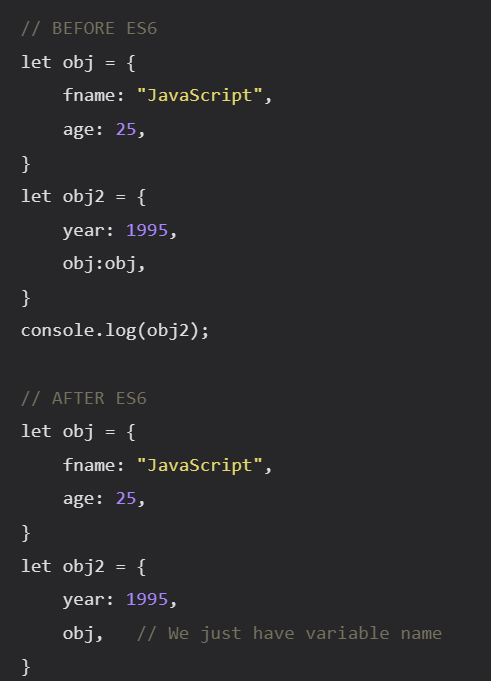 // BEFORE ES6
let obj = {
    fname: "JavaScript",
    age: 25,
}
let obj2 = {
    year: 1995,
    obj:obj,
}
console.log(obj2);

// AFTER ES6
let obj = {
    fname: "JavaScript",
    age: 25,
}
let obj2 = {
    year: 1995,
    obj,   // We just have variable name
}